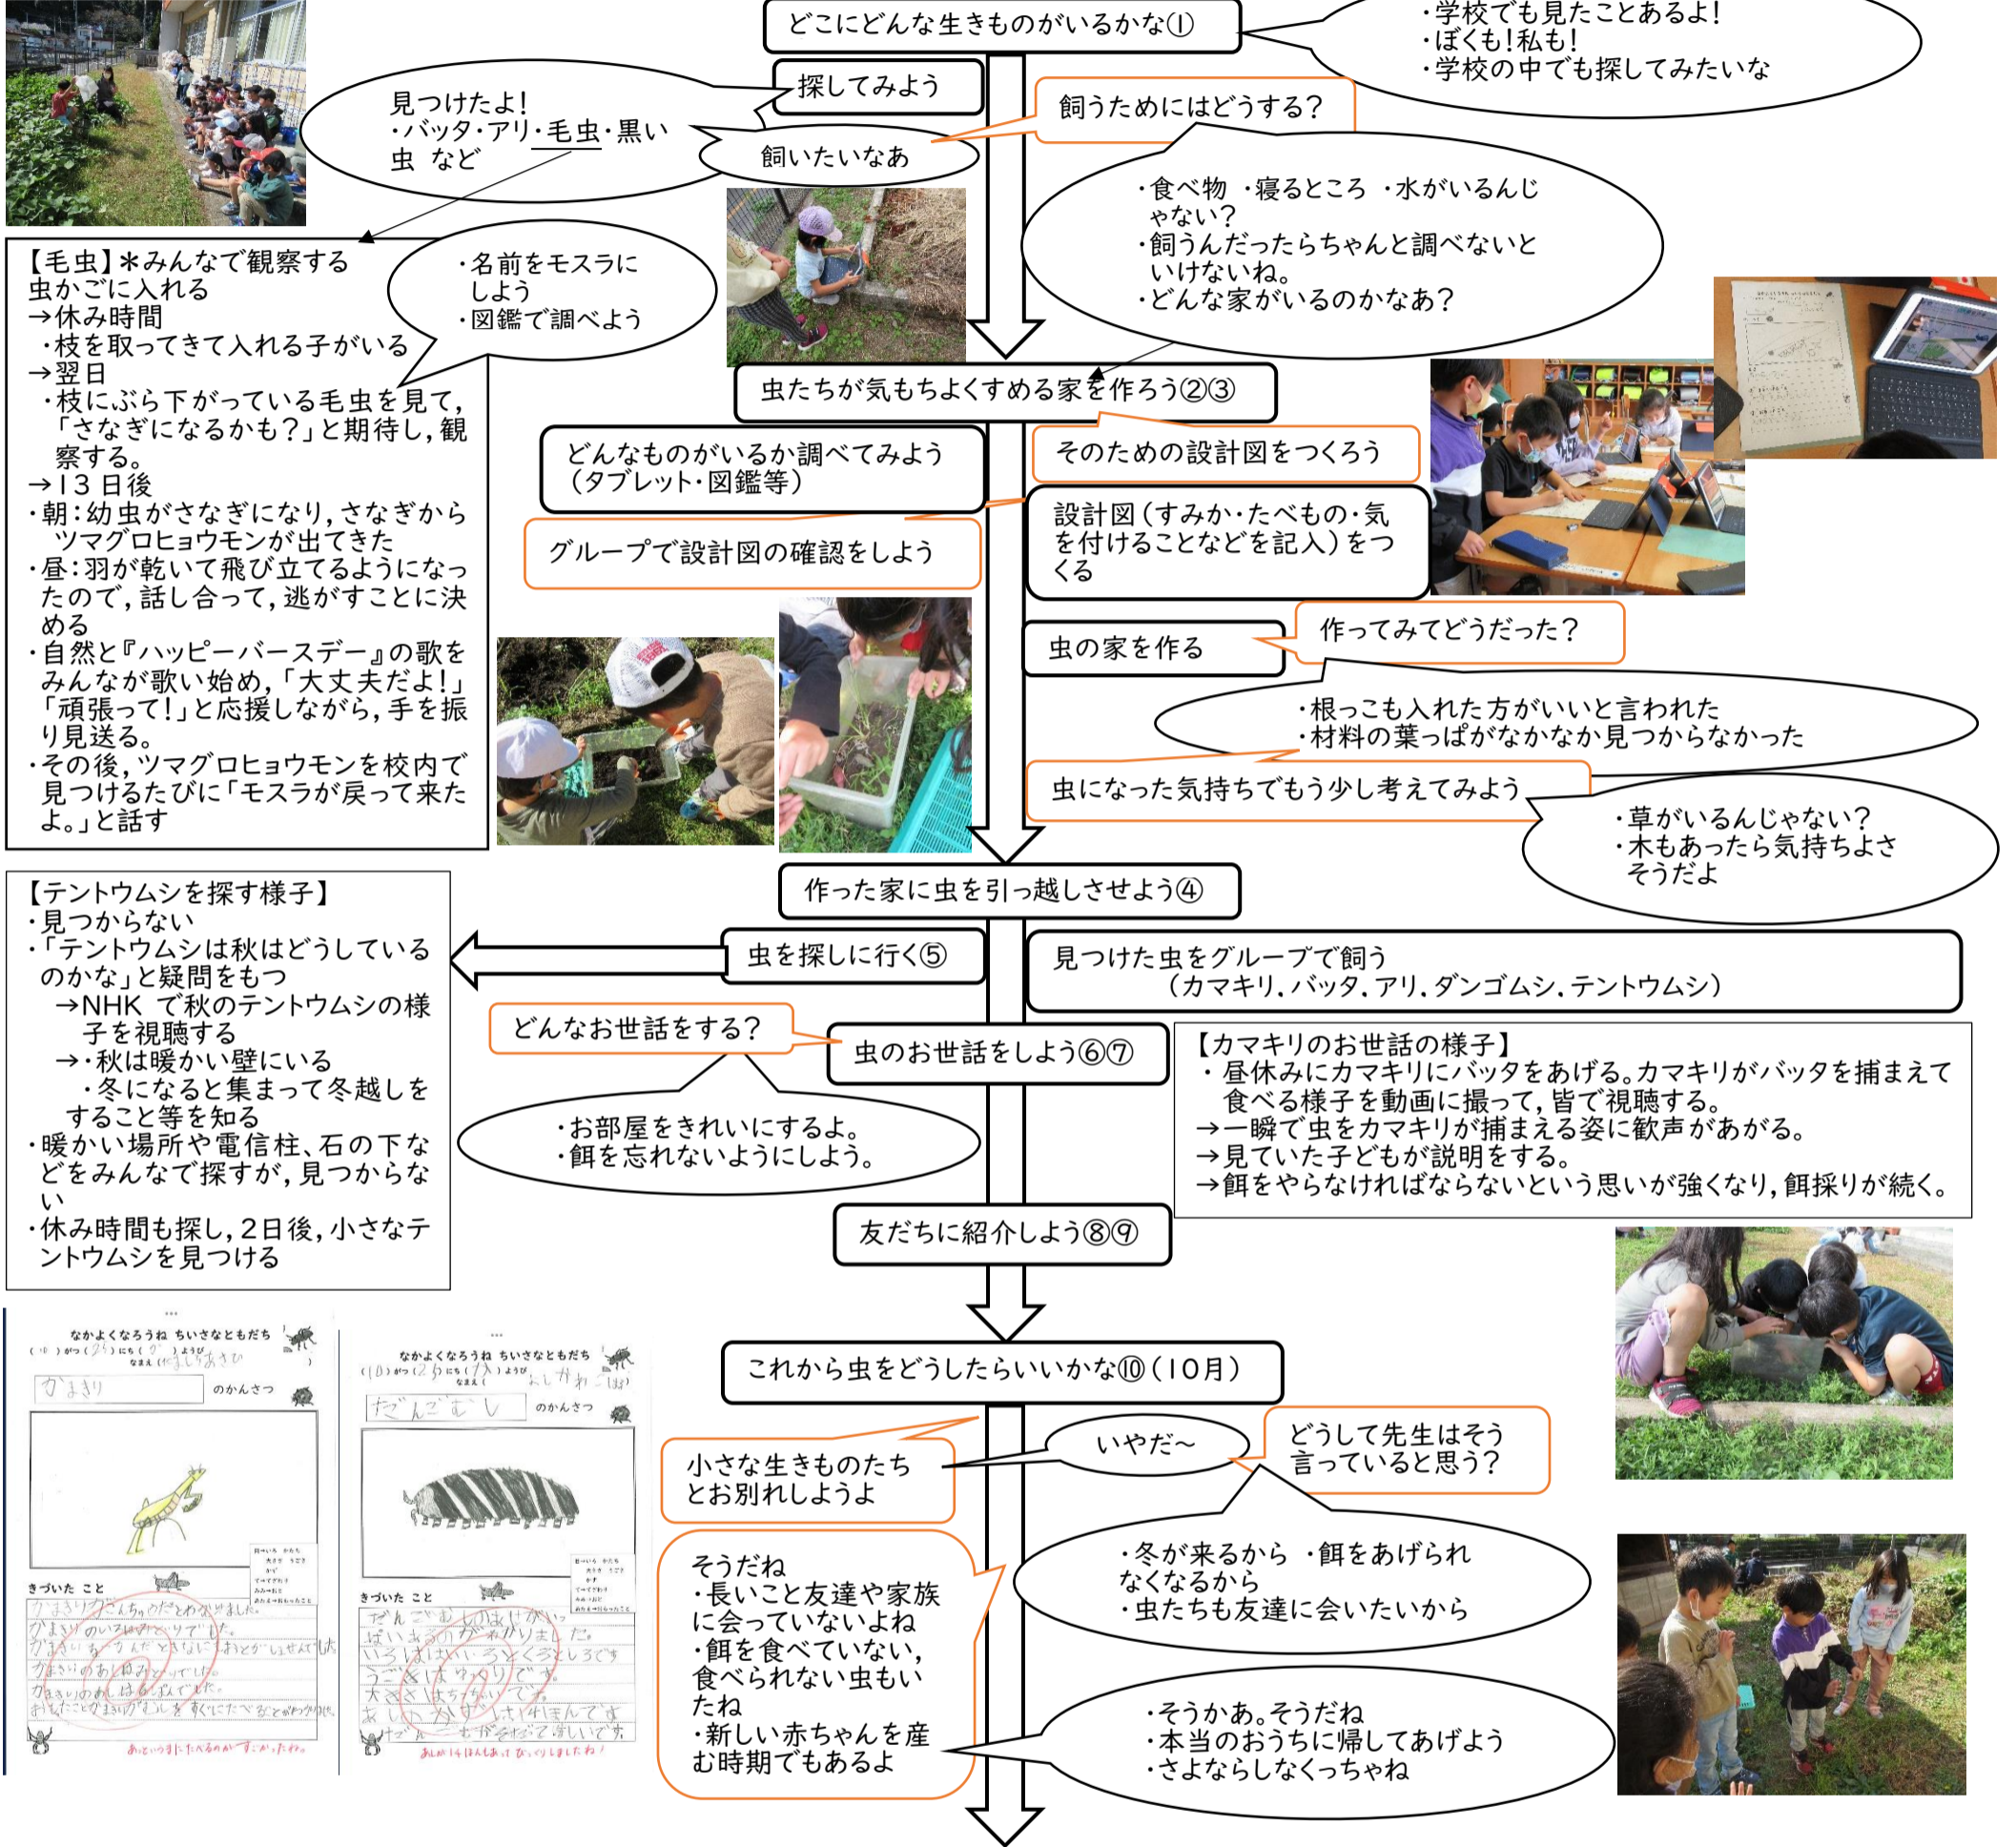 どこにどんな生きものがいるかな①
・学校でも見たことあるよ!
・ぼくも!私も!
・学校の中でも探してみたいな
探してみよう
見つけたよ!
・バッタ・アリ・毛虫・黒い
虫 など
飼いたいなあ
飼うためにはどうする?
・食べ物 ・寝るところ ・水がいるんじ
ゃない?
・飼うんだったらちゃんと調べないと
いけないね。
・どんな家がいるのかなあ?
【毛虫】＊みんなで観察する
虫かごに入れる
→休み時間
・枝を取ってきて入れる子がいる
→翌日
・枝にぶら下がっている毛虫を見て,
「さなぎになるかも?」と期待し,観
察する。
→13日後
・朝:幼虫がさなぎになり,さなぎから
ツマグロヒョウモンが出てきた
・昼:羽が乾いて飛び立てるようになっ
たので,話し合って,逃がすことに決
める
・自然と『ハッピーバースデー』の歌を
みんなが歌い始め,「大丈夫だよ!」
「頑張って!」と応援しながら,手を振
り見送る。
・その後,ツマグロヒョウモンを校内で
見つけるたびに「モスラが戻って来た
よ。」と話す
・名前をモスラに
しよう
・図鑑で調べよう
虫たちが気もちよくすめる家を作ろう②③
どんなものがいるか調べてみよう
(タブレット・図鑑等)
そのための設計図をつくろう
グループで設計図の確認をしよう
設計図(すみか・たべもの・気
を付けることなどを記入)をつ
くる
虫の家を作る
作ってみてどうだった?
・根っこも入れた方がいいと言われた
・材料の葉っぱがなかなか見つからなかった
虫になった気持ちでもう少し考えてみよう
・草がいるんじゃない?
・木もあったら気持ちよさ
そうだよ
作った家に虫を引っ越しさせよう④
虫を探しに行く⑤
見つけた虫をグループで飼う
(カマキリ,バッタ,アリ,ダンゴムシ,テントウムシ)
【テントウムシを探す様子】
・見つからない
・「テントウムシは秋はどうしている
のかな」と疑問をもつ
→NHK で秋のテントウムシの様
子を視聴する
→・秋は暖かい壁にいる
・冬になると集まって冬越しを
すること等を知る
・暖かい場所や電信柱、石の下な
どをみんなで探すが,見つからな
い
・休み時間も探し,2日後,小さなテ
ントウムシを見つける
どんなお世話をする?
虫のお世話をしよう⑥⑦
・お部屋をきれいにするよ。
・餌を忘れないようにしよう。
【カマキリのお世話の様子】
・昼休みにカマキリにバッタをあげる。カマキリがバッタを捕まえて
食べる様子を動画に撮って,皆で視聴する。
→一瞬で虫をカマキリが捕まえる姿に歓声があがる。
→見ていた子どもが説明をする。
→餌をやらなければならないという思いが強くなり,餌採りが続く。
友だちに紹介しよう⑧⑨
これから虫をどうしたらいいかな⑩(10月)
小さな生きものたち
とお別れしようよ
いやだ～
どうして先生はそう
言っていると思う?
・冬が来るから ・餌をあげられ
なくなるから
・虫たちも友達に会いたいから
そうだね
・長いこと友達や家族
に会っていないよね
・餌を食べていない,
食べられない虫もい
たね
・新しい赤ちゃんを産
む時期でもあるよ
・そうかあ。そうだね
・本当のおうちに帰してあげよう
・さよならしなくっちゃね
なかよくなろうね ちいさなともだち
がつ にち ようび
なまえ
かまきり のかんさつ
きづいた こと
あっというまにたべるのがすごかったね。
なかよくなろうね ちいさなともだち
がつ にち ようび
なまえ
だんごむし のかんさつ
きづいた こと
あしが14ほんもあってびっくりしましたね!